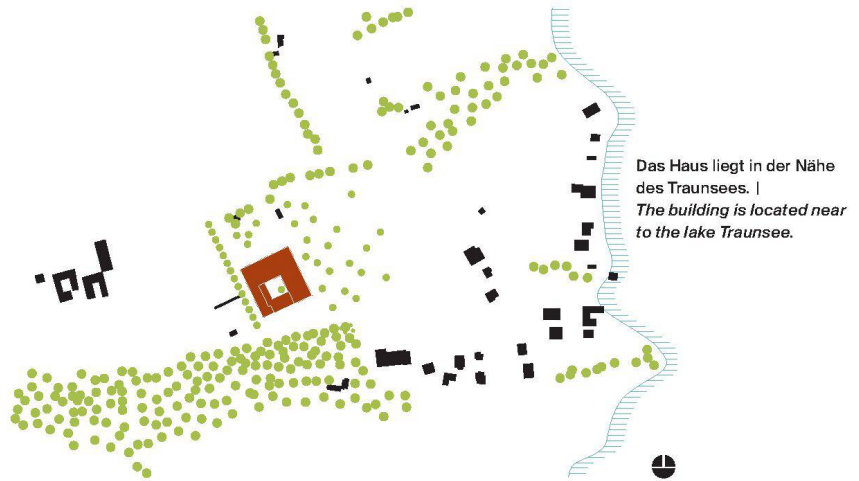 Das Haus liegt in der Nähe
des Traunsees. |
The building is located near
to the lake Traunsee.